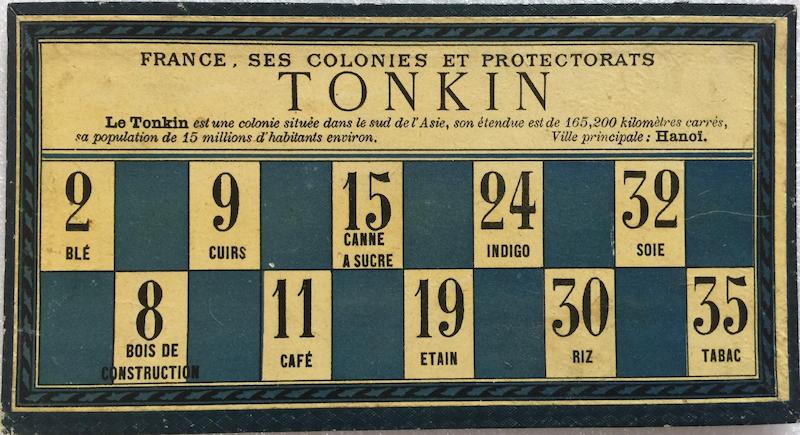 FRANCE, SES COLONIES ET PROTECTORATS
TONKIN
Le Tonkin est une colonie située dans le sud de l'Asie, son étendue est de 165,200 kilomètres carrés,
sa population de 15 millions d'habitants environ. Ville principale : Hanoï.
2 9 15 24 32
BLÉ CUIRS CANNE A SUCRE INDIGO SOIE
8 11 19 30 35
BOIS DE CONSTRUCTION CAFÉ ETAIN RIZ TABAC